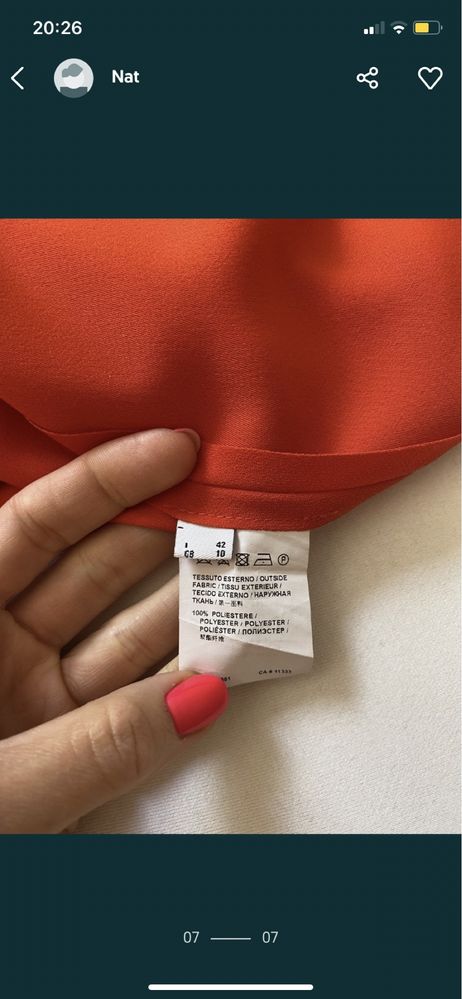 20:26
Nat
I 42
GB 10
TESSUTO ESTERNO / OUTSIDE
FABRIC / TISSU EXTERIEUR /
TECIDO EXTERNO / НАРУЖНАЯ
ТКАНЬ / 第一面料
100% POLIESTERE /
POLYESTER / POLYESTER /
POLIÉSTER / ПОЛИЭСТЕР /
聚酯纤维
CA # 11333
07 07